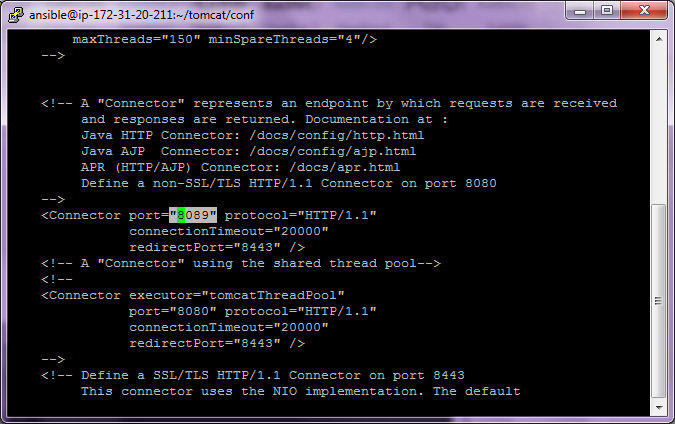 ansible@ip-172-31-20-211:~/tomcat/conf
maxThreads="150" minSpareThreads="4"/>
-->
<!-- A "Connector" represents an endpoint by which requests are received
and responses are returned. Documentation at :
Java HTTP Connector: /docs/config/http.html
Java AJP  Connector: /docs/config/ajp.html
APR (HTTP/AJP) Connector: /docs/apr.html
Define a non-SSL/TLS HTTP/1.1 Connector on port 8080
-->
<Connector port="8089" protocol="HTTP/1.1"
connectionTimeout="20000"
redirectPort="8443" />
<!-- A "Connector" using the shared thread pool-->
<!--
<Connector executor="tomcatThreadPool"
port="8080" protocol="HTTP/1.1"
connectionTimeout="20000"
redirectPort="8443" />
-->
<!-- Define a SSL/TLS HTTP/1.1 Connector on port 8443
This connector uses the NIO implementation. The default